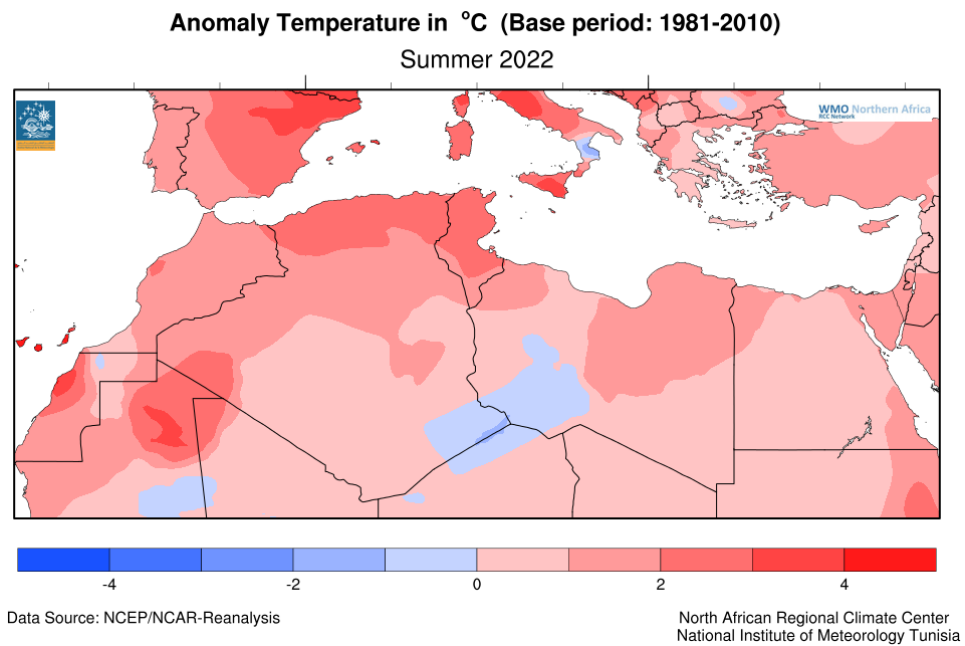 Anomaly Temperature in °C (Base period: 1981-2010)
Summer 2022
WMO Northern Africa
RCC Network
-4 -2 0 2 4
Data Source: NCEP/NCAR-Reanalysis
North African Regional Climate Center
National Institute of Meteorology Tunisia